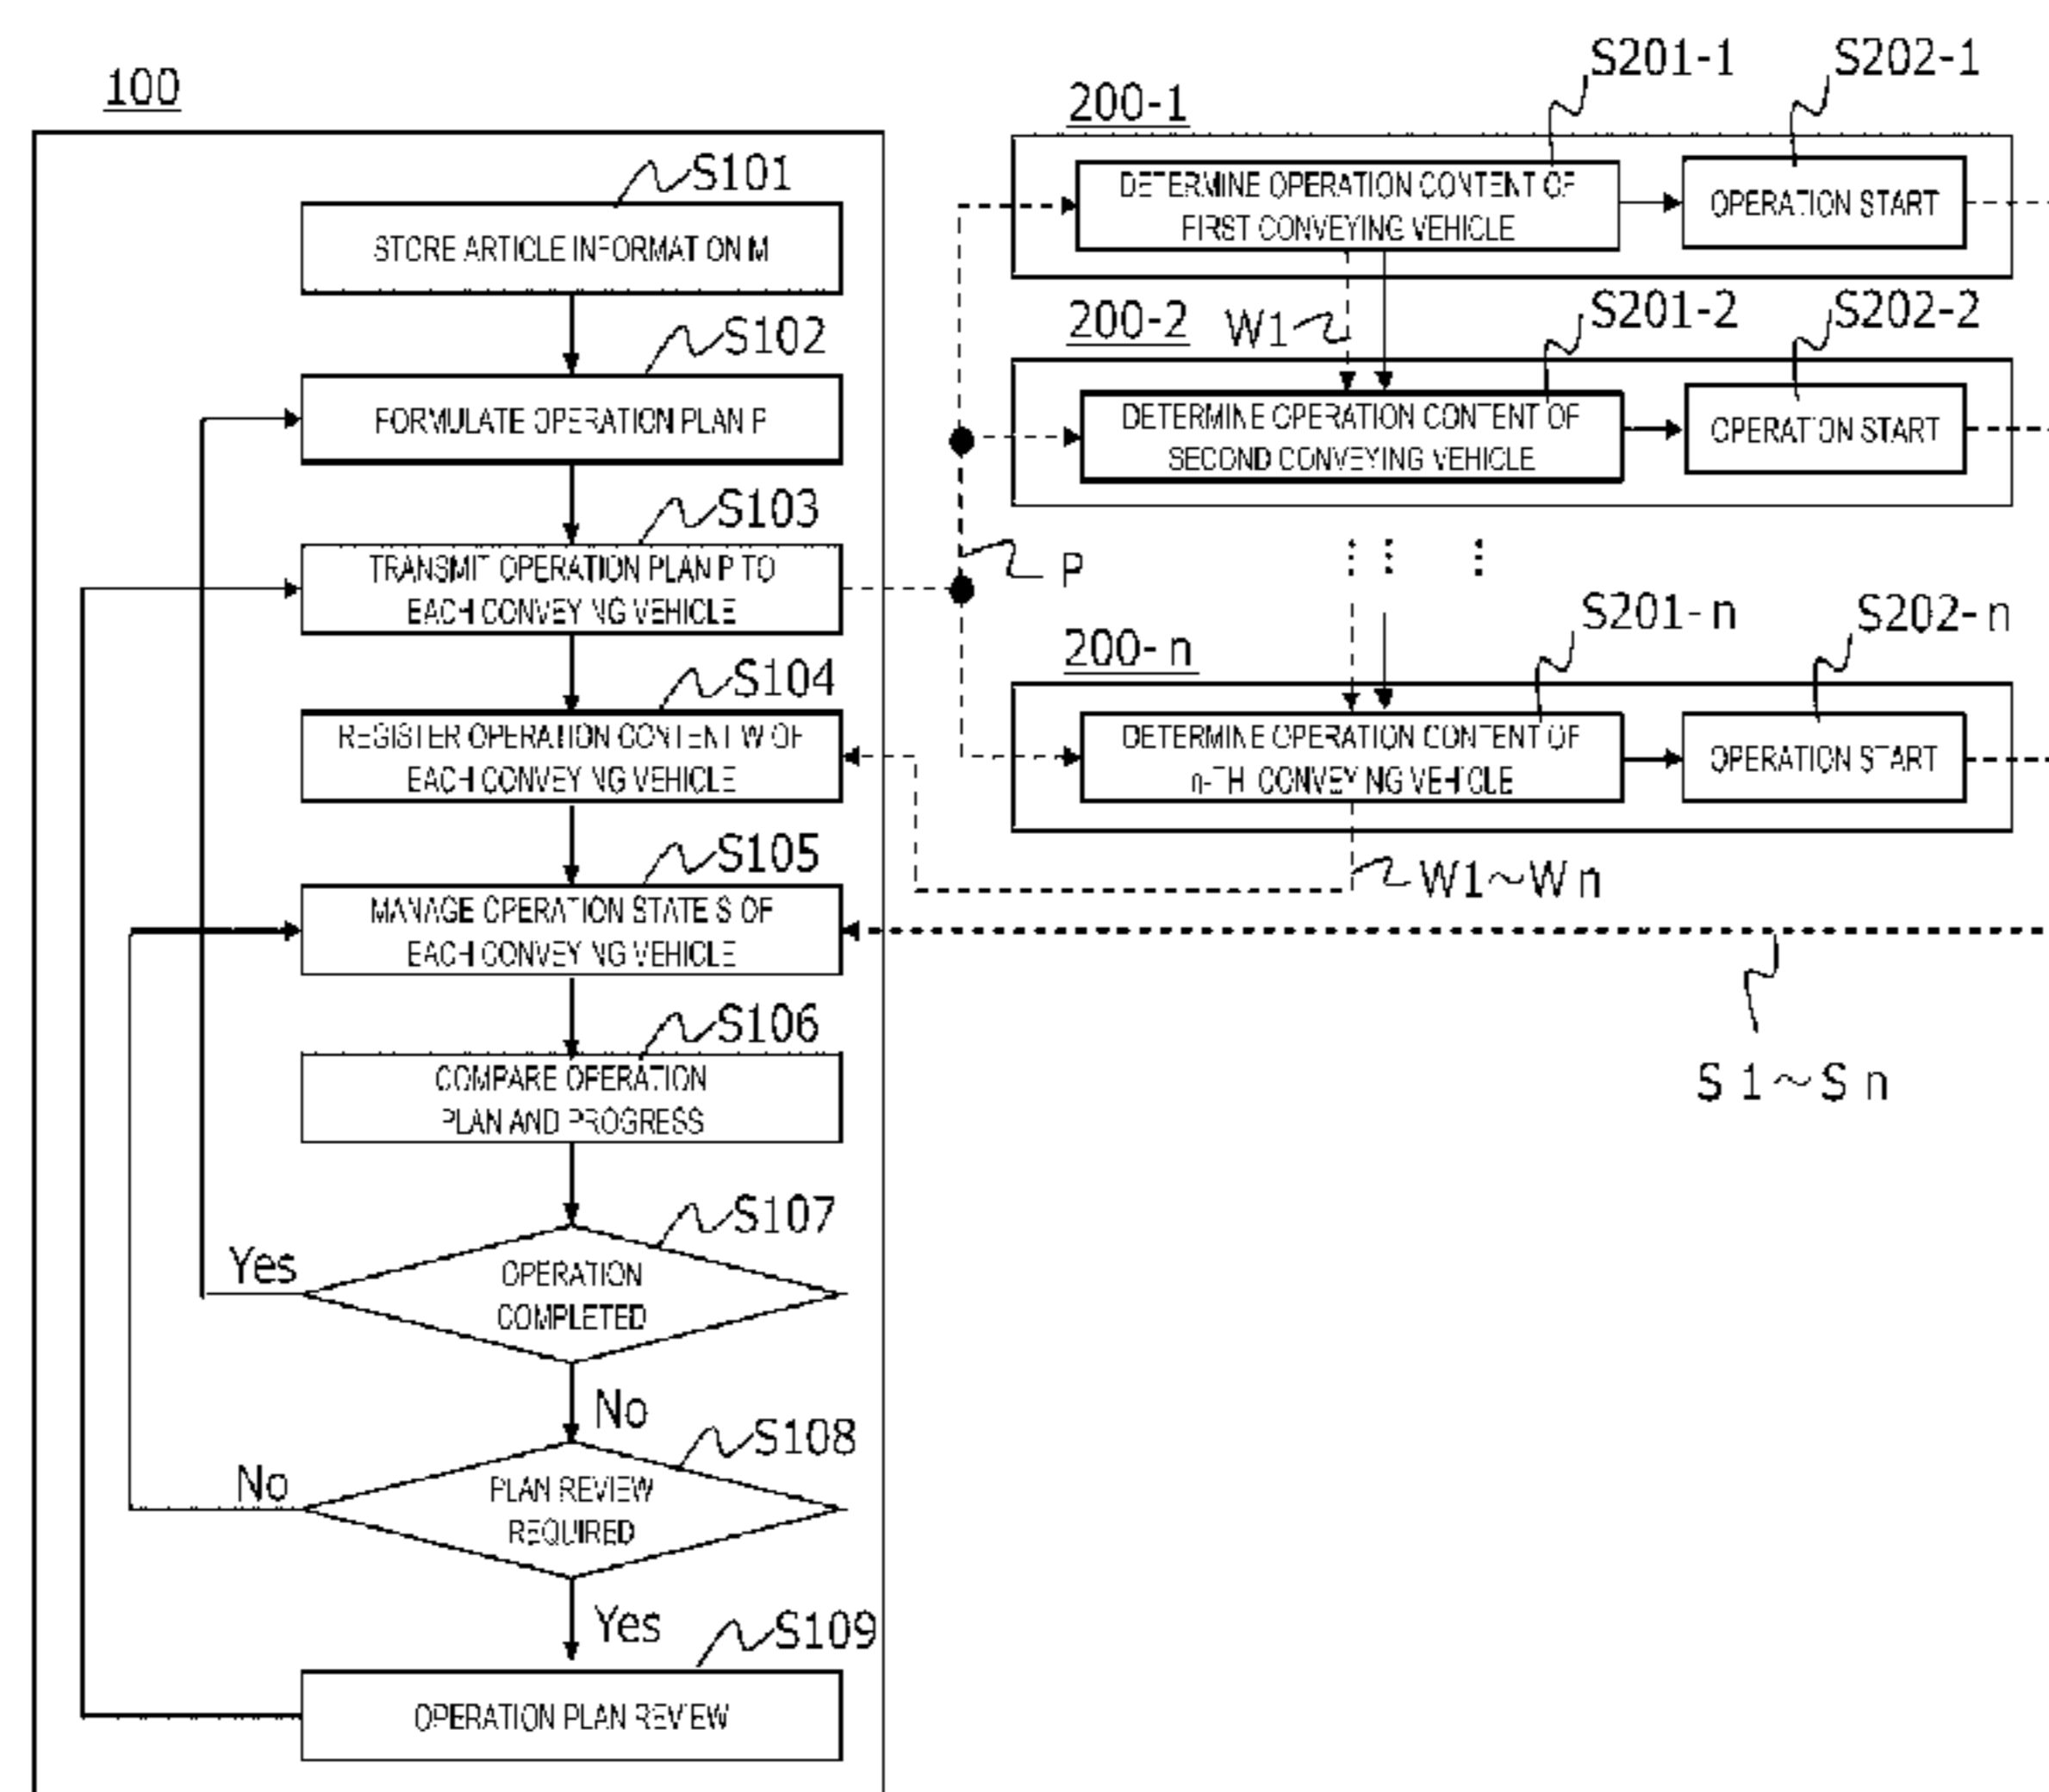 100
S101
STORE ARTICLE INFORMATION M
S102
FORMULATE OPERATION PLAN P
S103
TRANSMIT OPERATION PLAN P TO
EACH CONVEYING VEHICLE
S104
REGISTER OPERATION CONTENT W OF
EACH CONVEYING VEHICLE
S105
MANAGE OPERATION STATE S OF
EACH CONVEYING VEHICLE
S106
COMPARE OPERATION
PLAN AND PROGRESS
S107
OPERATION
COMPLETED
Yes
No
S108
PLAN REVIEW
REQUIRED
No
Yes
S109
OPERATION PLAN REVIEW
200-1
S201-1
S202-1
DETERMINE OPERATION CONTENT OF
FIRST CONVEYING VEHICLE
OPERATION START
200-2
W1
S201-2
S202-2
DETERMINE OPERATION CONTENT OF
SECOND CONVEYING VEHICLE
OPERATION START
P
200-n
S201-n
S202-n
DETERMINE OPERATION CONTENT OF
n-TH CONVEYING VEHICLE
OPERATION START
W1~Wn
S1~Sn